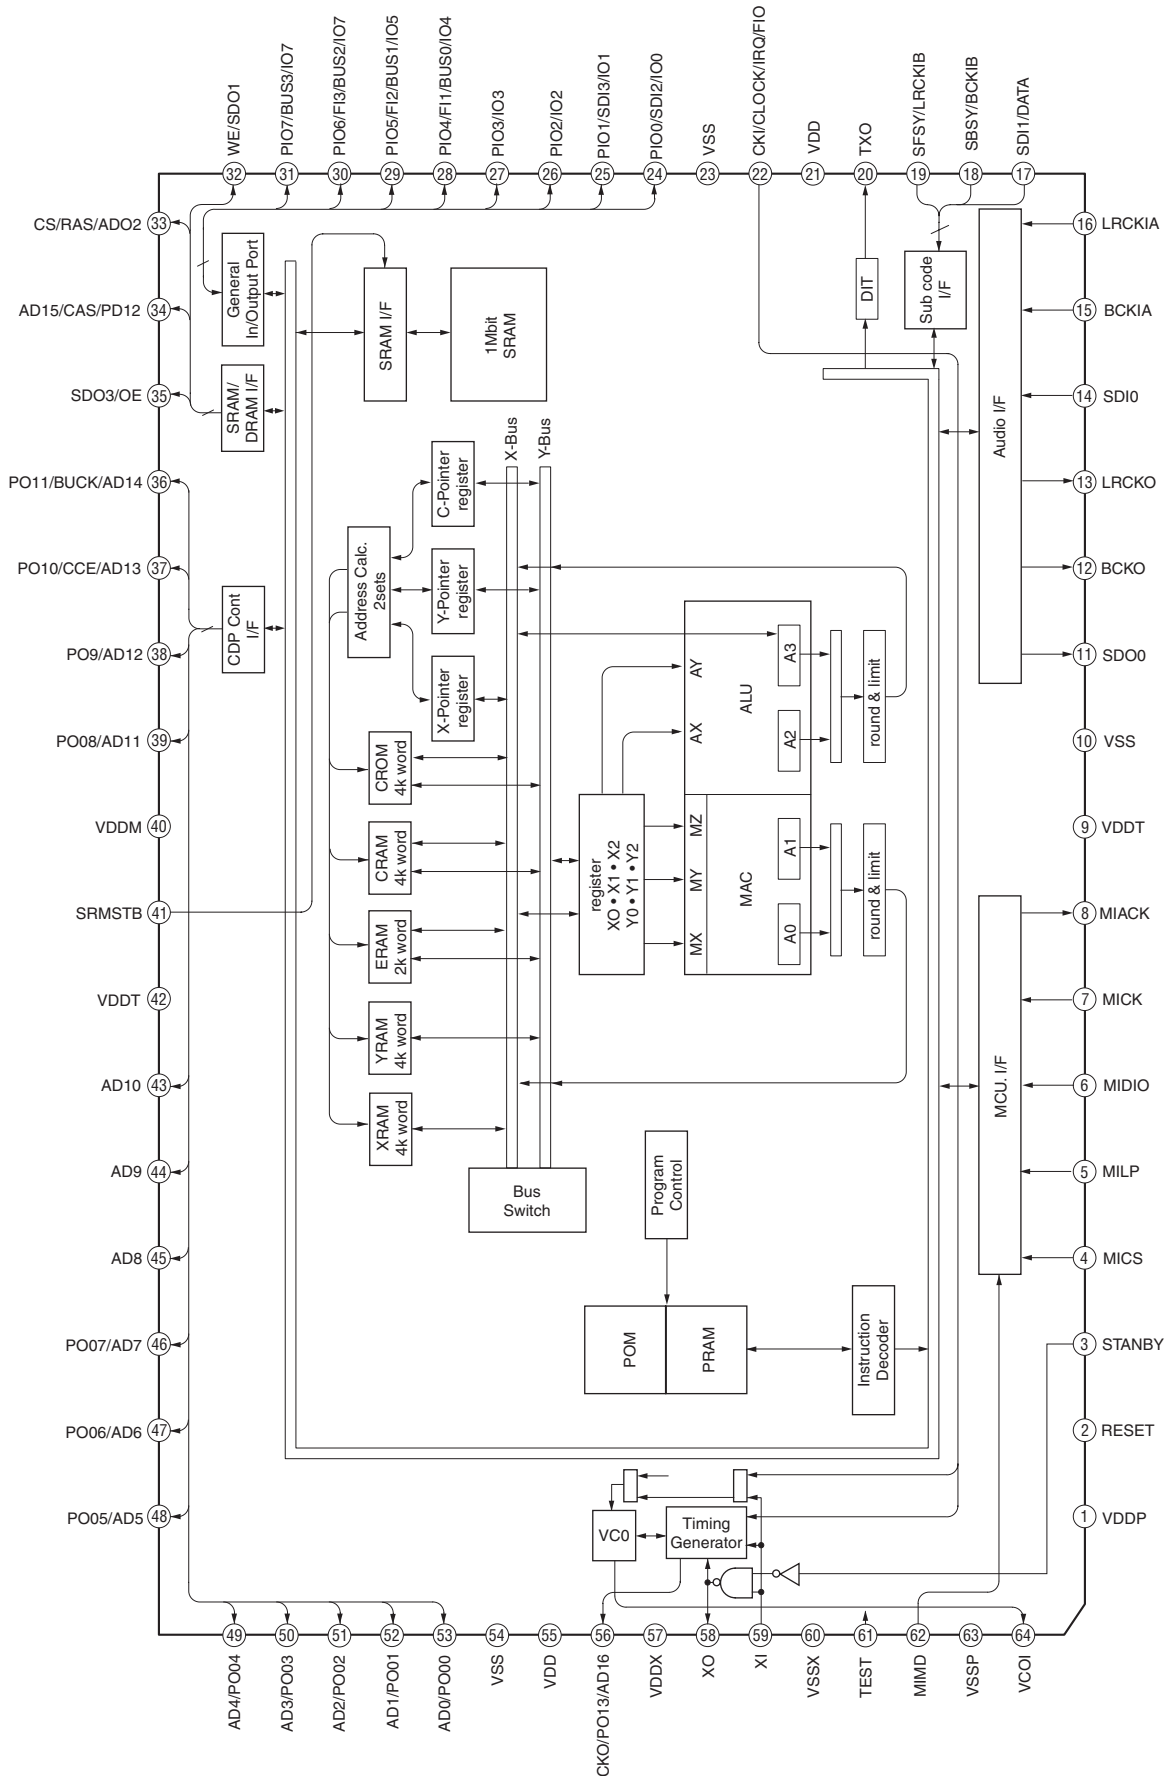 WE/SDO1
PIO7/BUS3/IO7
PIO6/FI3/BUS2/IO7
PIO5/FI2/BUS1/IO5
PIO4/FI1/BUS0/IO4
PIO3/IO3
PIO2/IO2
PIO1/SDI3/IO1
PIO0/SDI2/IO0
VSS
CKI/CLOCK/IRQ/FIO
VDD
TXO
SFSY/LRCKIB
SBSY/BCKIB
SDI1/DATA
32
31
30
29
28
27
26
25
24
23
22
21
20
19
18
17
CS/RAS/ADO2
33
AD15/CAS/PD12
34
SDO3/OE
35
PO11/BUCK/AD14
36
PO10/CCE/AD13
37
PO9/AD12
38
PO08/AD11
39
VDDM
40
SRMSTB
41
VDDT
42
AD10
43
AD9
44
AD8
45
PO07/AD7
46
PO06/AD6
47
PO05/AD5
48
16
LRCKIA
15
BCKIA
14
SDI0
13
LRCKO
12
BCKO
11
SDO0
10
VSS
9
VDDT
8
MIACK
7
MICK
6
MIDIO
5
MILP
4
MICS
3
STANBY
2
RESET
1
VDDP
General
In/Output Port
SRAM/
DRAM I/F
CDP Cont
I/F
SRAM I/F
1Mbit
SRAM
DIT
Sub code
I/F
Audio I/F
X-Bus
Y-Bus
C-Pointer
register
Y-Pointer
register
X-Pointer
register
Address Calc.
2sets
CROM
4k word
CRAM
4k word
ERAM
2k word
YRAM
4k word
XRAM
4k word
register
XO • X1 • X2
Y0 • Y1 • Y2
AY
AX
ALU
A3
A2
round & limit
MZ
MY
MX
MAC
A1
A0
round & limit
MCU. I/F
Bus
Switch
Program
Control
POM
PRAM
Instruction
Decoder
VC0
Timing
Generator
49
50
51
52
53
54
55
56
57
58
59
60
61
62
63
64
AD4/PO04
AD3/PO03
AD2/PO02
AD1/PO01
AD0/PO00
VSS
VDD
CKO/PO13/AD16
VDDX
XO
XI
VSSX
TEST
MIMD
VSSP
VCOI